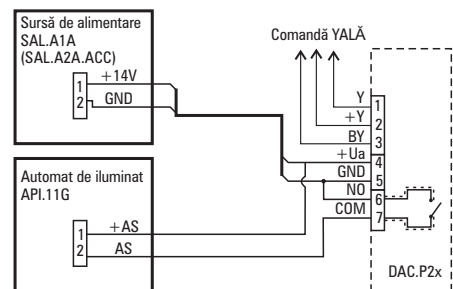 Sursă de alimentare
SAL.A1A
(SAL.A2A.ACC)
1 +14V
2 GND
Comandă YALĂ
Y 1
+Y 2
BY 3
+Ua 4
GND 5
NO 6
COM 7
DAC.P2x
Automat de iluminat
API.11G
1 +AS
2 AS